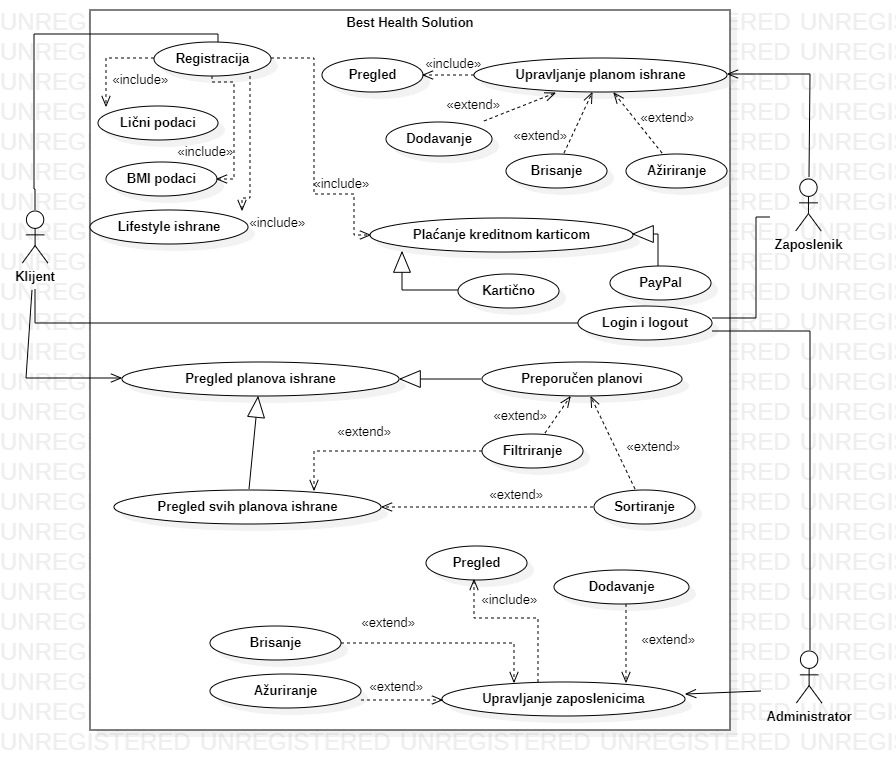 Best Health Solution
Registracija
«include»
Pregled
«include»
Upravljanje planom ishrane
«include»
Lični podaci
«extend»
Dodavanje
«extend»
«extend»
Brisanje
Ažiriranje
«include»
BMI podaci
«include»
Lifestyle ishrane
«include»
Plaćanje kreditnom karticom
Kartično
PayPal
Klijent
Zaposlenik
Login i logout
Pregled planova ishrane
Preporučen planovi
«extend»
«extend»
Filtriranje
«extend»
Pregled svih planova ishrane
«extend»
Sortiranje
Pregled
«include»
Dodavanje
«extend»
Brisanje
«extend»
Ažuriranje
«extend»
Upravljanje zaposlenicima
Administrator
UNREGISTERED UNREGISTERED UNREGISTERED UNREGISTERED